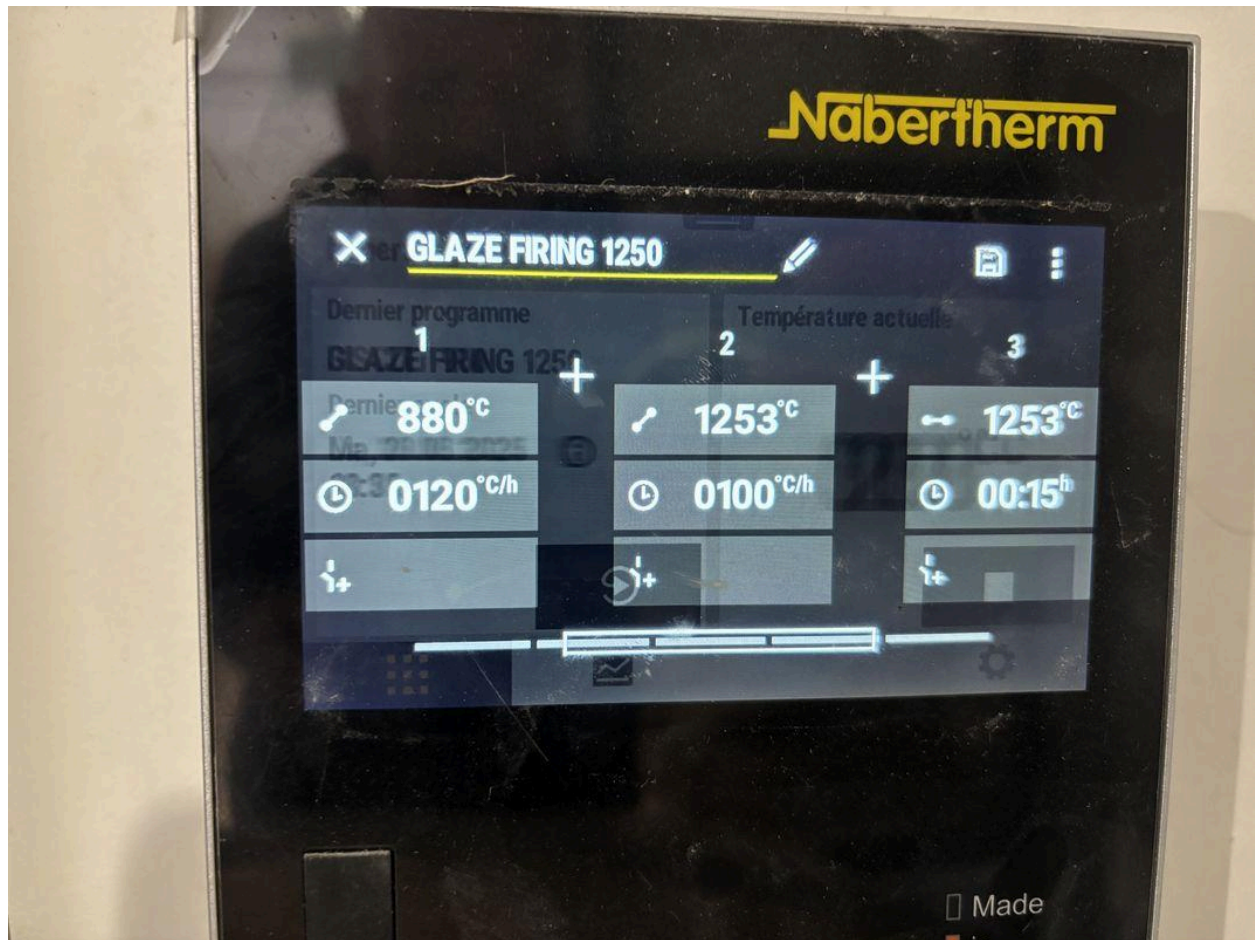 Nabertherm
GLAZE FIRING 1250
Dernier programme
Température actuelle
1
2
3
GLAZE FIRING 1250
880 °C
1253 °C
1253 °C
0120 °C/h
0100 °C/h
00:15 h
Made